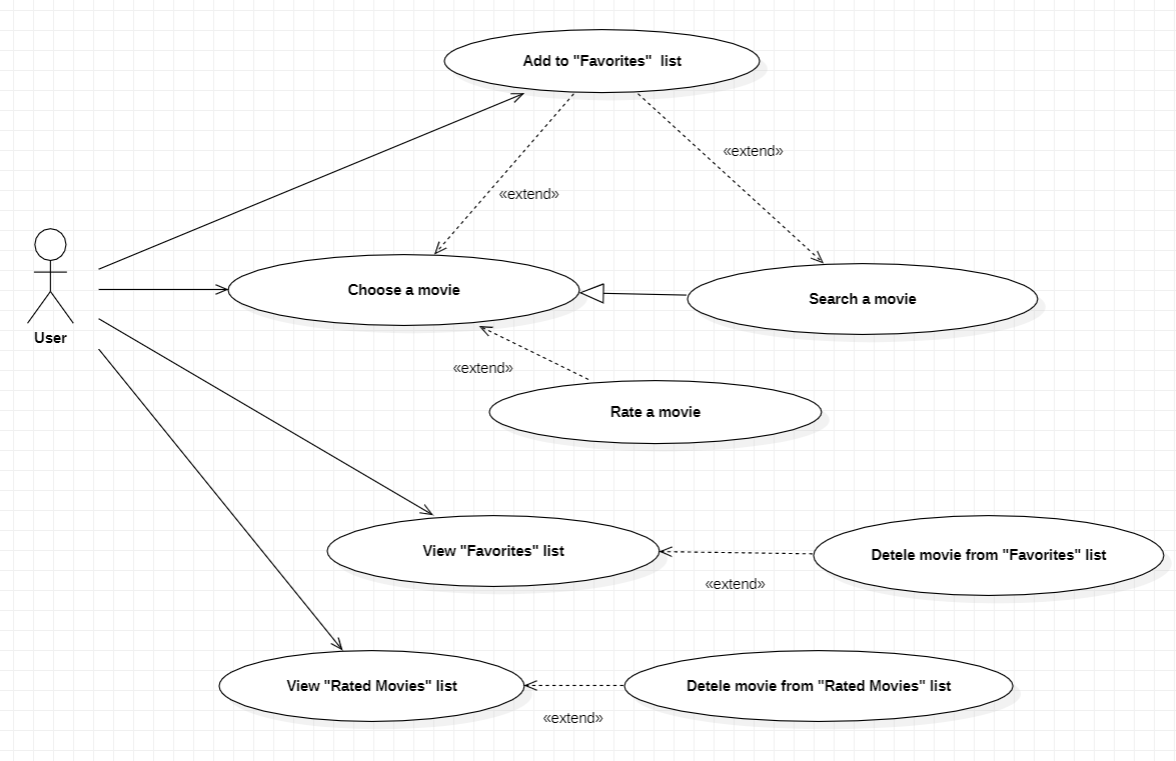 Add to "Favorites"  list
«extend»
«extend»
Choose a movie
Search a movie
User
«extend»
Rate a movie
View "Favorites" list
Detele movie from "Favorites" list
«extend»
View "Rated Movies" list
Detele movie from "Rated Movies" list
«extend»